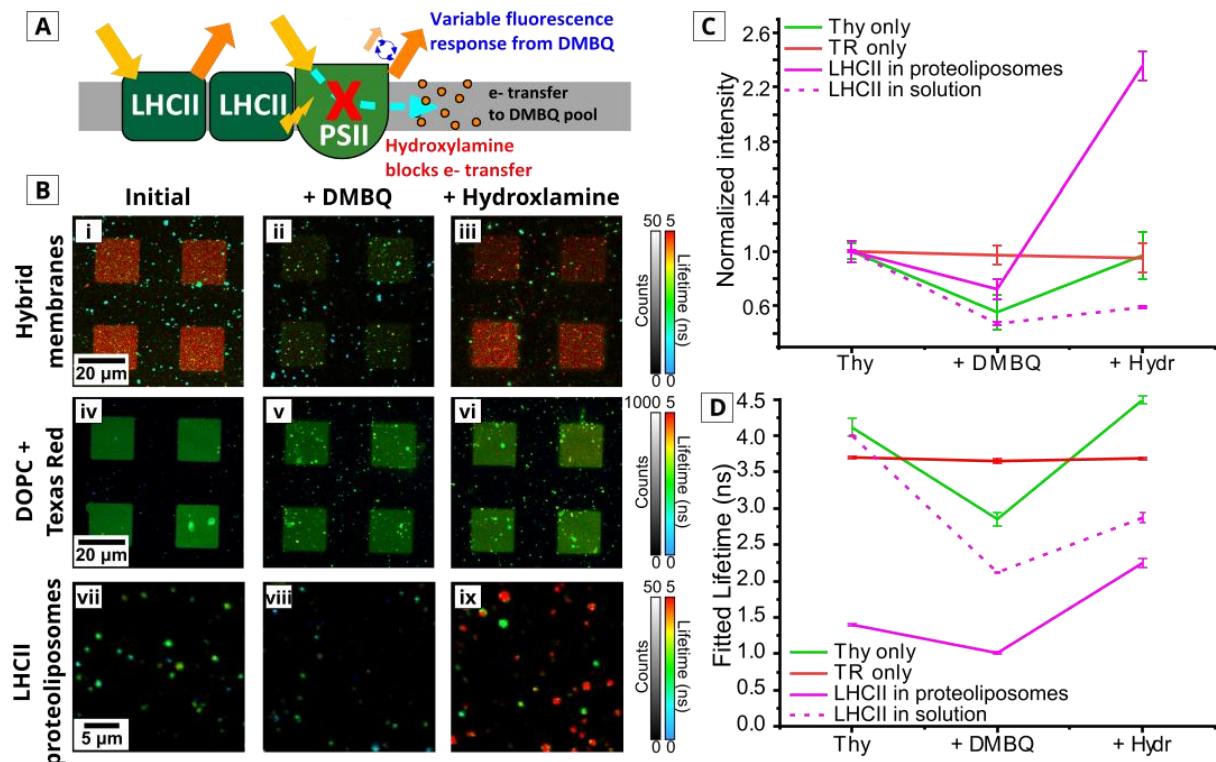 A
Variable fluorescence
response from DMBQ
LHCII
LHCII
X
PSII
e- transfer
to DMBQ pool
Hydroxylamine
blocks e- transfer
B
Initial
+ DMBQ
+ Hydroxlamine
Hybrid
membranes
i
ii
iii
20 µm
50
5
Counts
Lifetime (ns)
0
0
DOPC +
Texas Red
iv
v
vi
20 µm
1000
5
Counts
Lifetime (ns)
0
0
LHCII
proteoliposomes
vii
viii
ix
5 µm
50
5
Counts
Lifetime (ns)
0
0
C
Thy only
TR only
LHCII in proteoliposomes
LHCII in solution
Normalized intensity
2.6
2.2
1.8
1.4
1.0
0.6
Thy
+ DMBQ
+ Hydr
D
Fitted Lifetime (ns)
4.5
4.0
3.5
3.0
2.5
2.0
1.5
1.0
0.5
0.0
Thy only
TR only
LHCII in proteoliposomes
LHCII in solution
Thy
+ DMBQ
+ Hydr